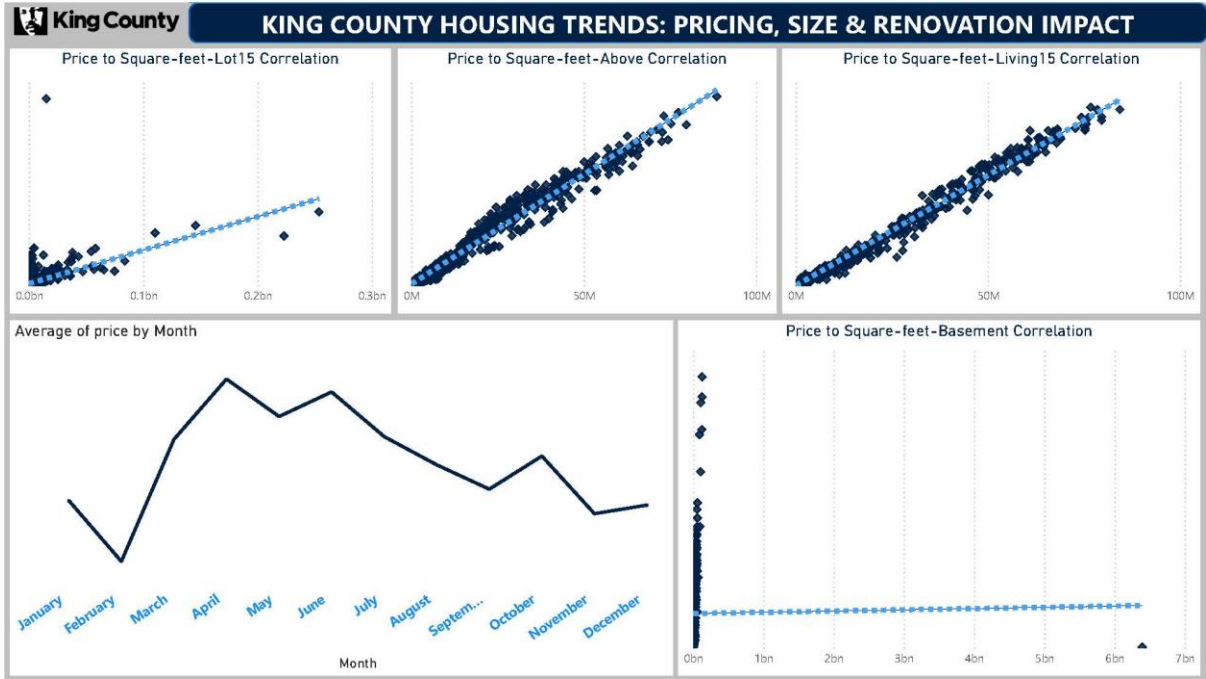 King County
KING COUNTY HOUSING TRENDS: PRICING, SIZE & RENOVATION IMPACT
Price to Square-feet-Lot15 Correlation
0.0bn 0.1bn 0.2bn 0.3bn
Price to Square-feet-Above Correlation
0M 50M 100M
Price to Square-feet-Living15 Correlation
0M 50M 100M
Average of price by Month
January February March April May June July August Septem... October November December
Month
Price to Square-feet-Basement Correlation
0bn 1bn 2bn 3bn 4bn 5bn 6bn 7bn